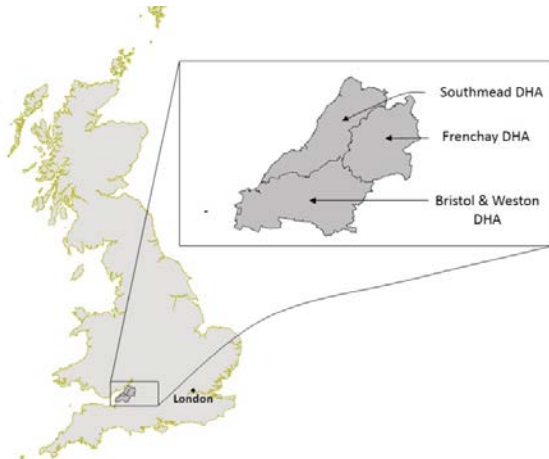 Southmead DHA
Frenchay DHA
Bristol & Weston
DHA
London